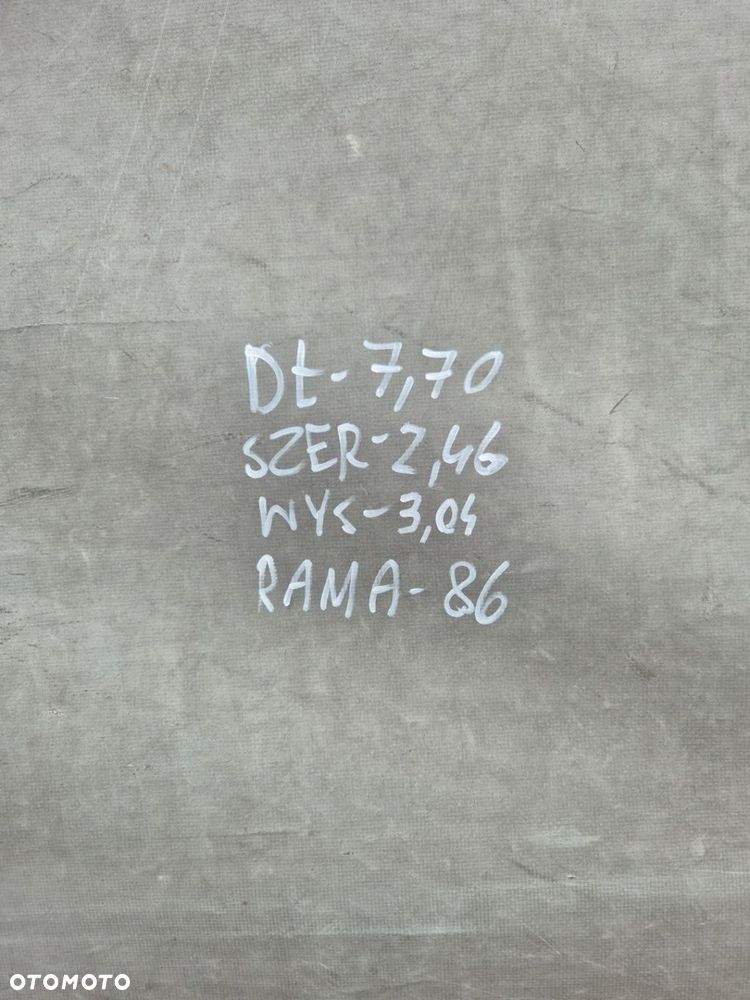 Dł-7,70
SZER-2,46
WYS-3,04
RAMA-86
OTOMOTO